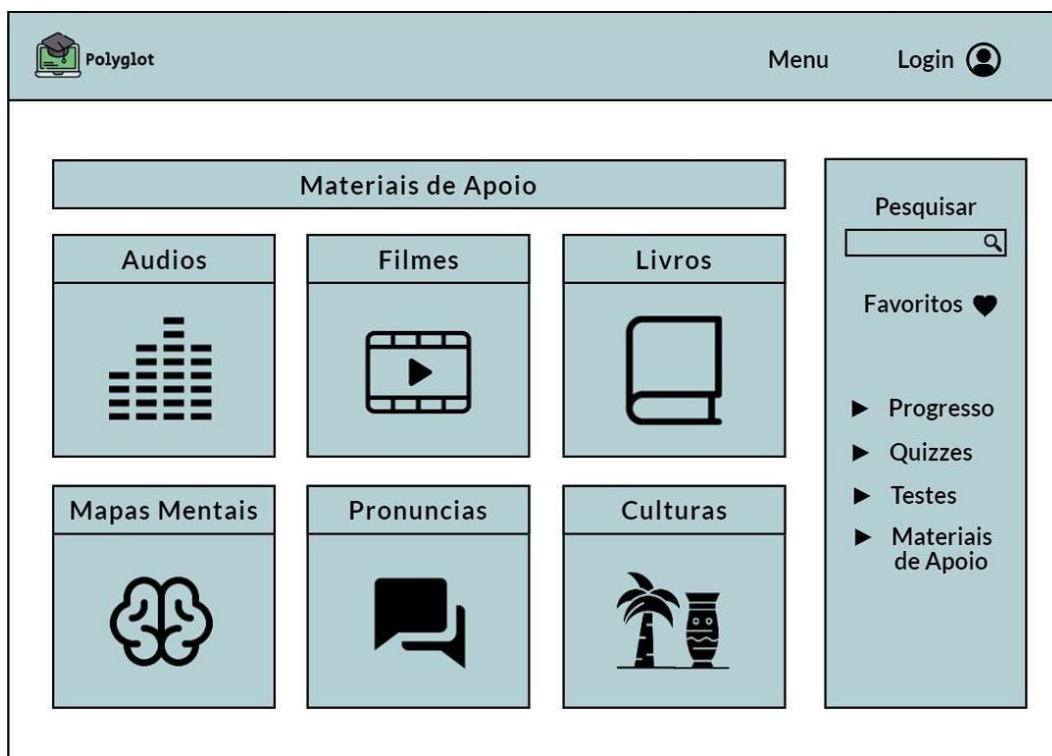 Polyglot
Menu
Login
Materiais de Apoio
Audios
Filmes
Livros
Mapas Mentais
Pronuncias
Culturas
Pesquisar
Favoritos
Progresso
Quizzes
Testes
Materiais
de Apoio